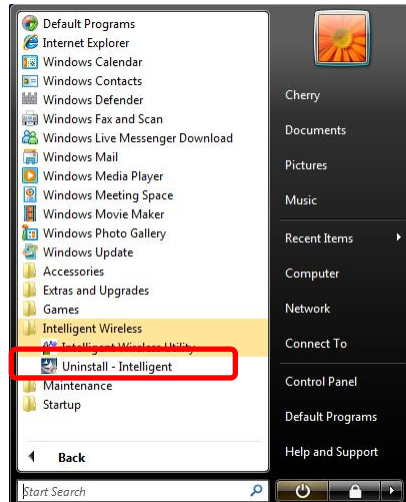 Default Programs
Internet Explorer
Windows Calendar
Windows Contacts
Windows Defender
Windows Fax and Scan
Windows Live Messenger Download
Windows Mail
Windows Media Player
Windows Meeting Space
Windows Movie Maker
Windows Photo Gallery
Windows Update
Accessories
Extras and Upgrades
Games
Intelligent Wireless
Intelligent Wireless Utility
Uninstall - Intelligent
Maintenance
Startup
Back
Start Search
Cherry
Documents
Pictures
Music
Recent Items
Computer
Network
Connect To
Control Panel
Default Programs
Help and Support